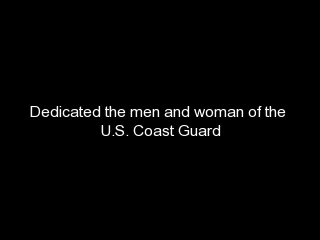 Dedicated the men and woman of the
U.S. Coast Guard